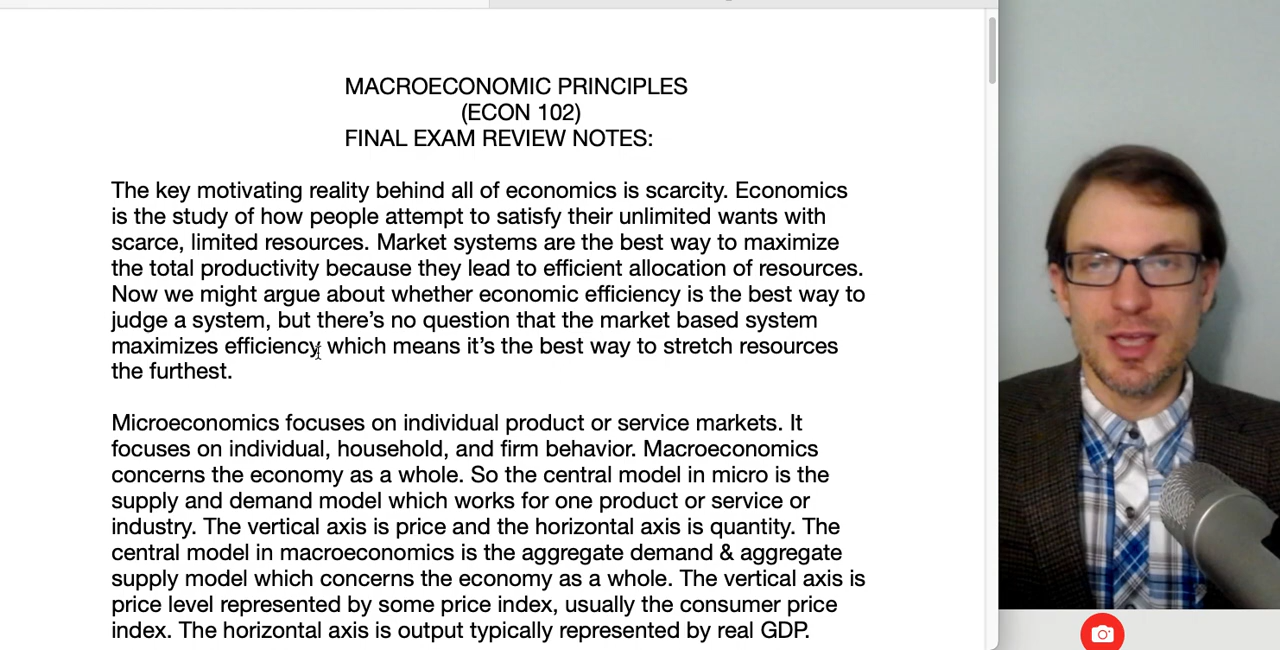 MACROECONOMIC PRINCIPLES
(ECON 102)
FINAL EXAM REVIEW NOTES:
The key motivating reality behind all of economics is scarcity. Economics
is the study of how people attempt to satisfy their unlimited wants with
scarce, limited resources. Market systems are the best way to maximize
the total productivity because they lead to efficient allocation of resources.
Now we might argue about whether economic efficiency is the best way to
judge a system, but there’s no question that the market based system
maximizes efficiency which means it’s the best way to stretch resources
the furthest.
Microeconomics focuses on individual product or service markets. It
focuses on individual, household, and firm behavior. Macroeconomics
concerns the economy as a whole. So the central model in micro is the
supply and demand model which works for one product or service or
industry. The vertical axis is price and the horizontal axis is quantity. The
central model in macroeconomics is the aggregate demand & aggregate
supply model which concerns the economy as a whole. The vertical axis is
price level represented by some price index, usually the consumer price
index. The horizontal axis is output typically represented by real GDP.